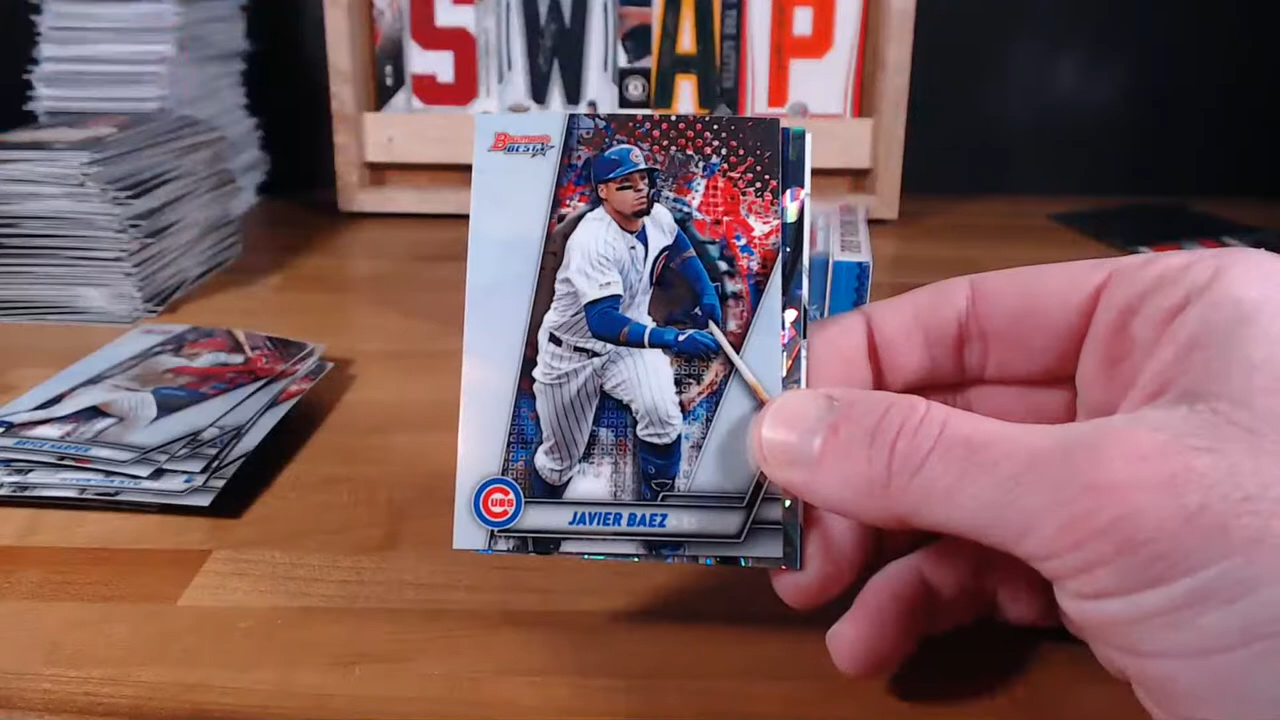 SWAP
Bowman's
BEST
CUBS
JAVIER BAEZ
BRYCE HARPER